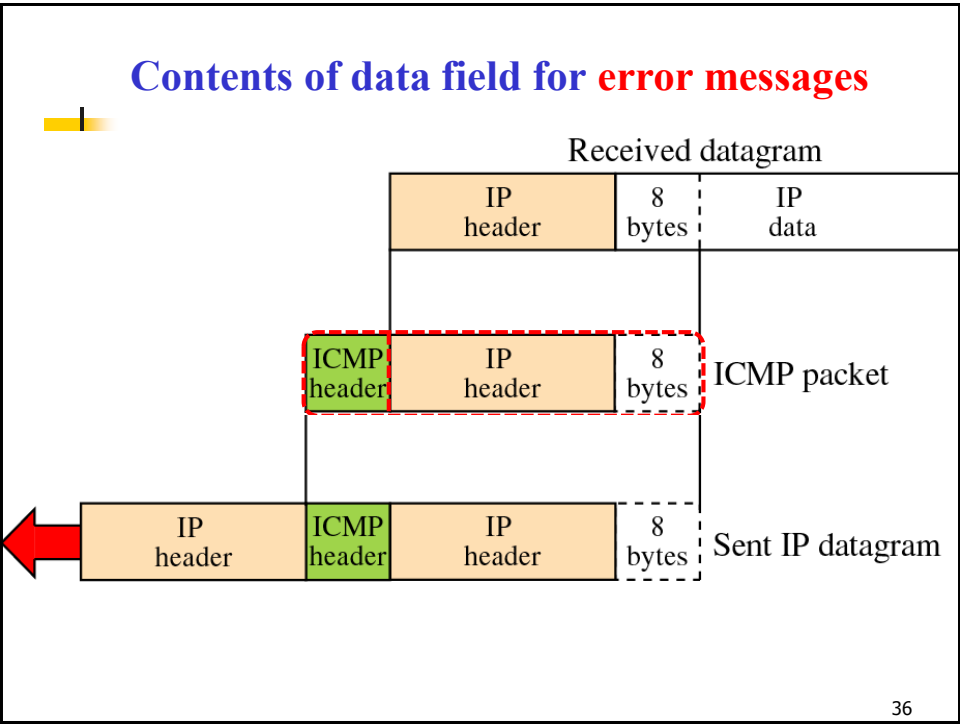 Contents of data field for error messages
Received datagram
IP
header
8
bytes
IP
data
ICMP
header
IP
header
8
bytes
ICMP packet
IP
header
ICMP
header
IP
header
8
bytes
Sent IP datagram
36